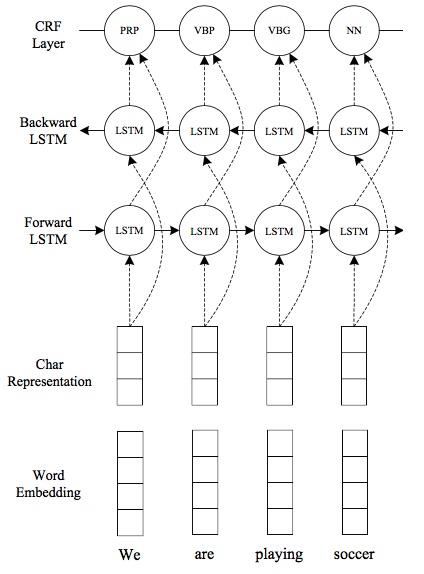 CRF
Layer
PRP VBP VBG NN
Backward
LSTM
LSTM LSTM LSTM LSTM
Forward
LSTM
LSTM LSTM LSTM LSTM
Char
Representation
Word
Embedding
We are playing soccer